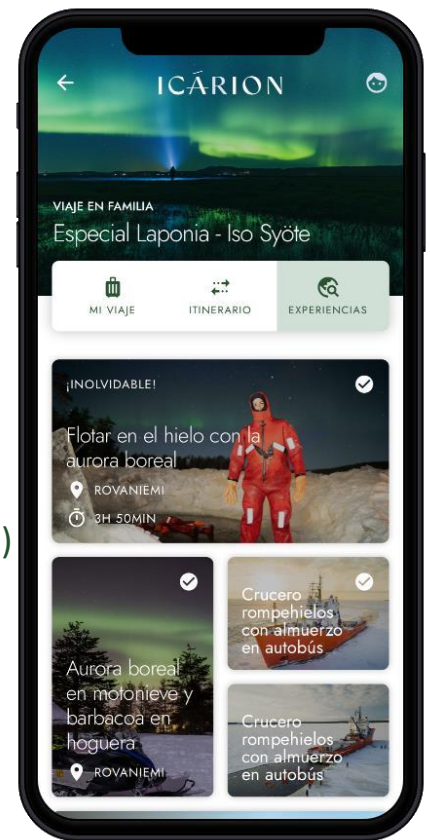 ICÁRION
VIAJE EN FAMILIA
Especial Laponia - Iso Syöte
MI VIAJE
ITINERARIO
EXPERIENCIAS
¡INOLVIDABLE!
Flotar en el hielo con la
aurora boreal
ROVANIEMI
3H 50MIN
)
Aurora boreal
en motonieve y
barbacoa en
hoguera
ROVANIEMI
Crucero
rompehielos
con almuerzo
en autobús
Crucero
rompehielos
con almuerzo
en autobús